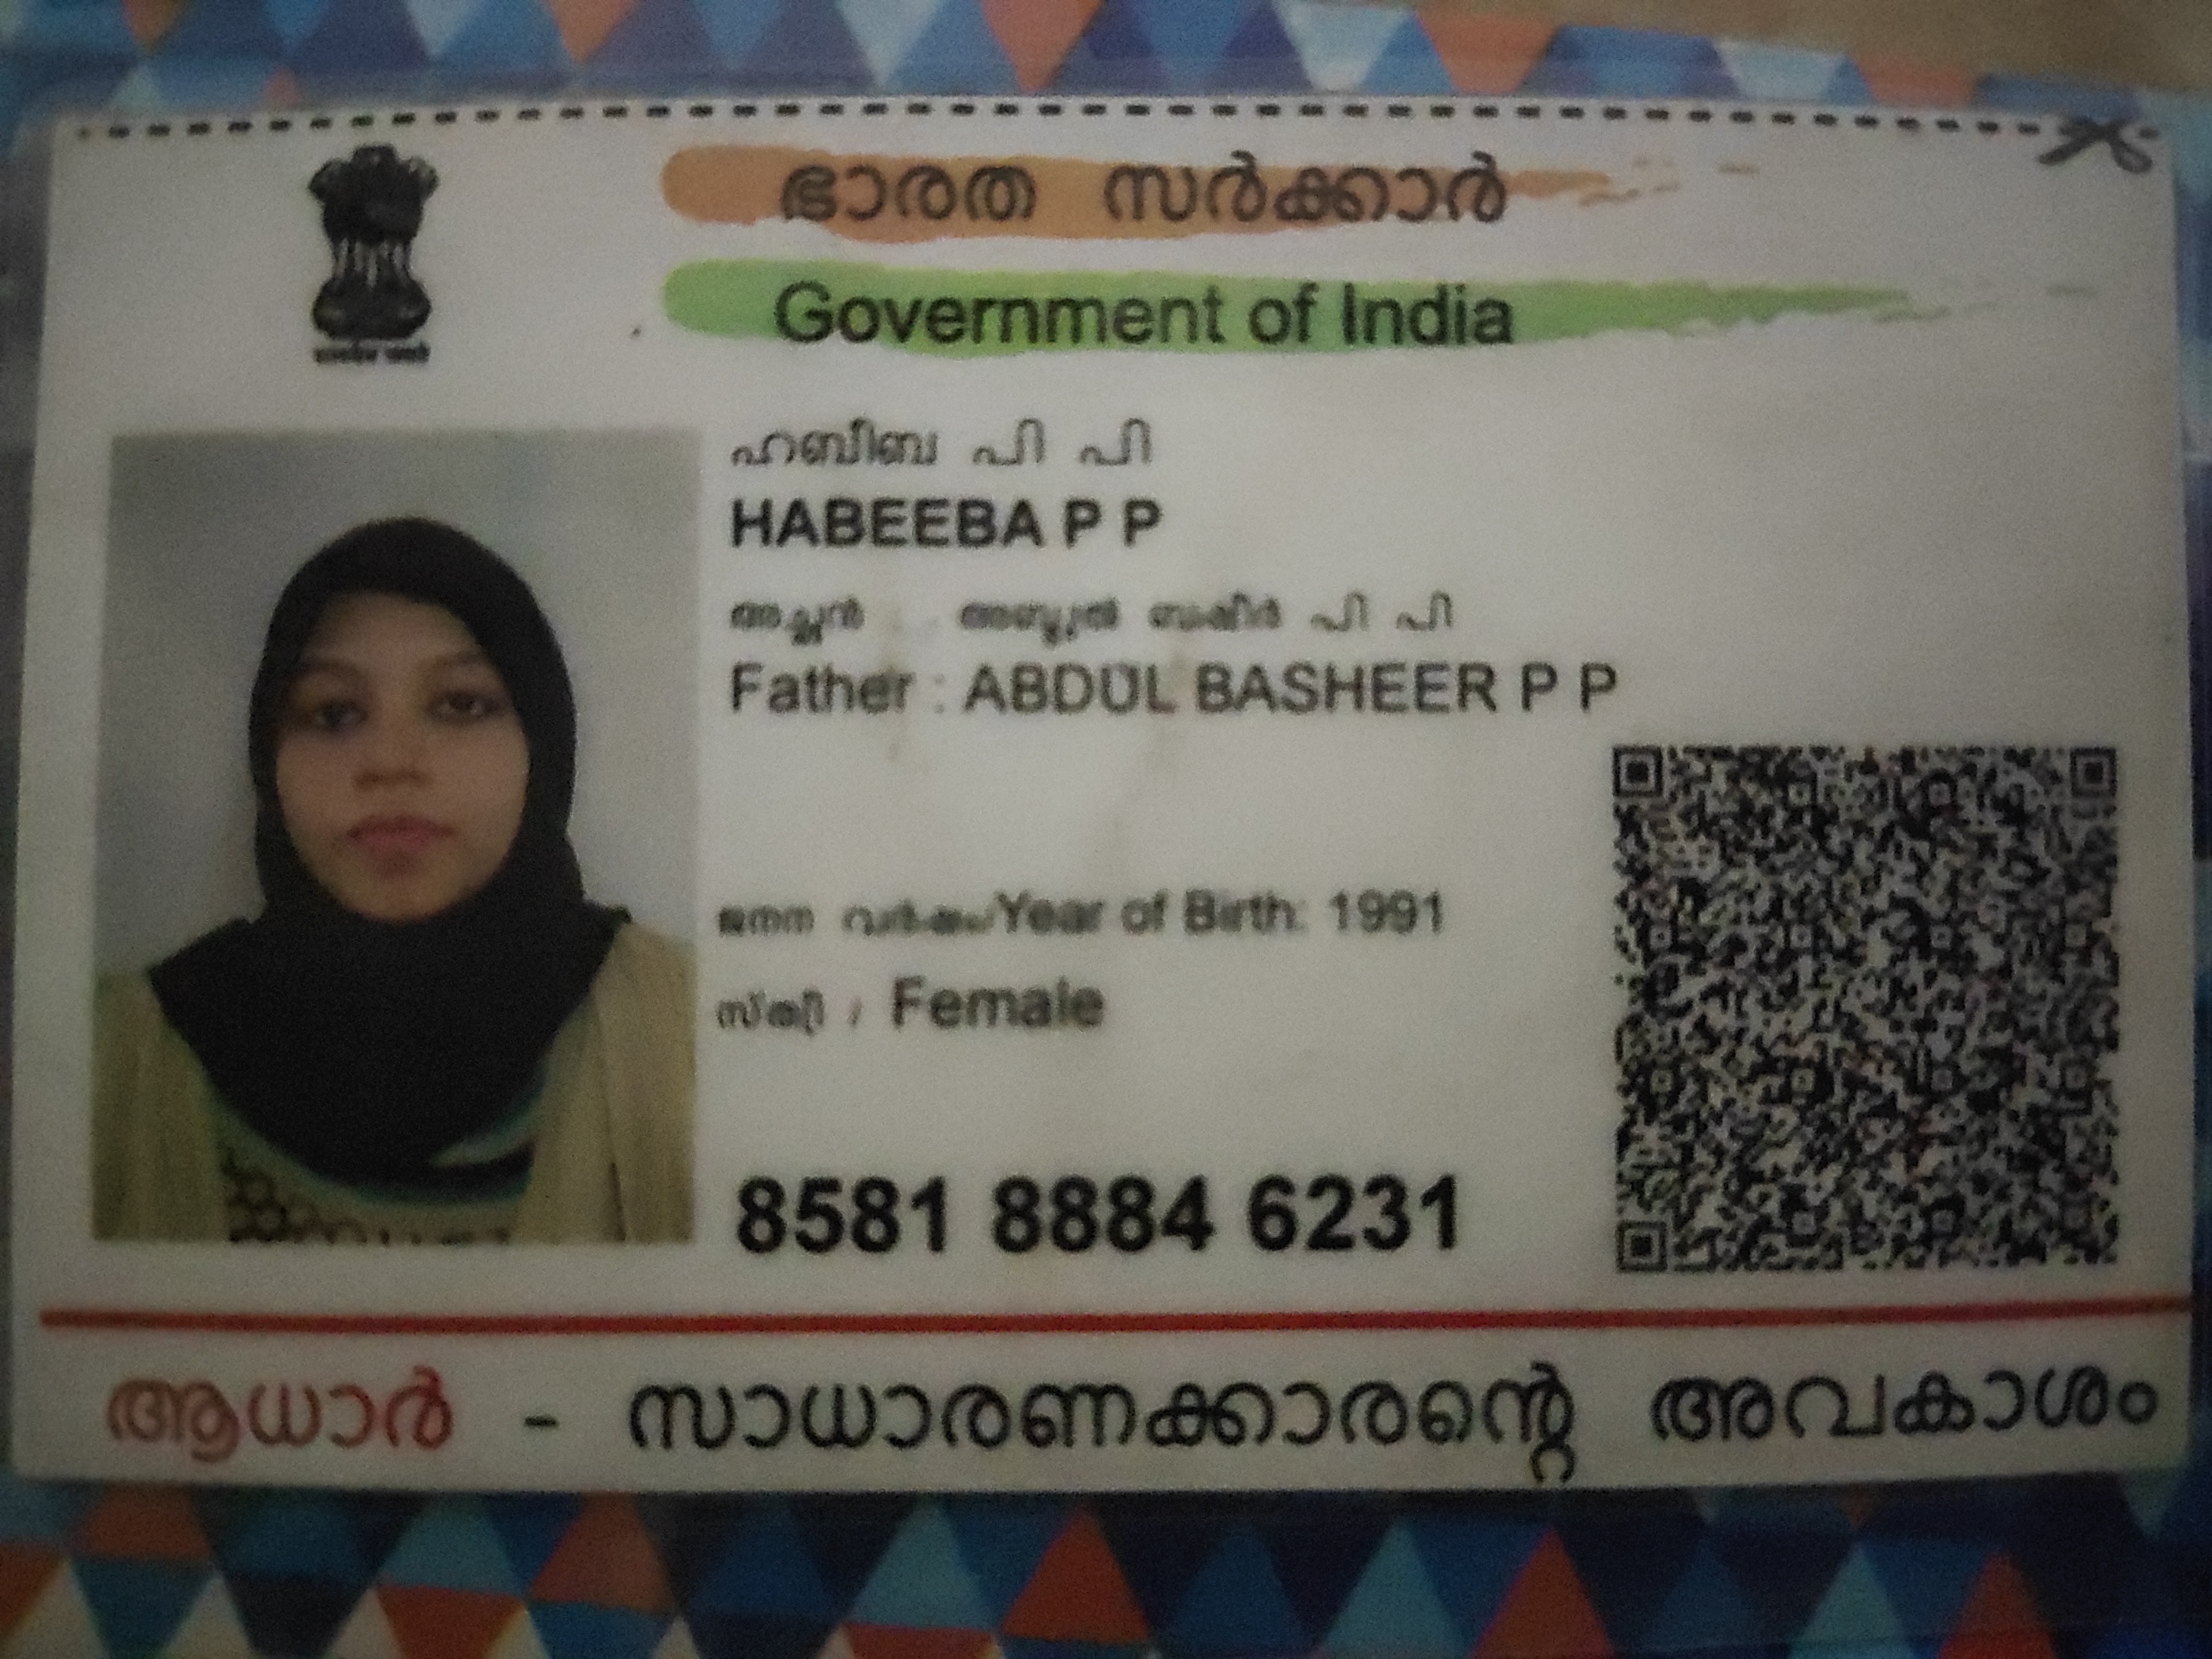 ഭാരത സർക്കാർ
Government of India
ഹബീബ പി പി
HABEEBA P P
അച്ഛൻ അബ്ദുൽ ബഷീർ പി പി
Father : ABDUL BASHEER P P
ജനന വർഷം/Year of Birth: 1991
സ്ത്രീ / Female
8581 8884 6231
ആധാർ - സാധാരണക്കാരന്റെ അവകാശം